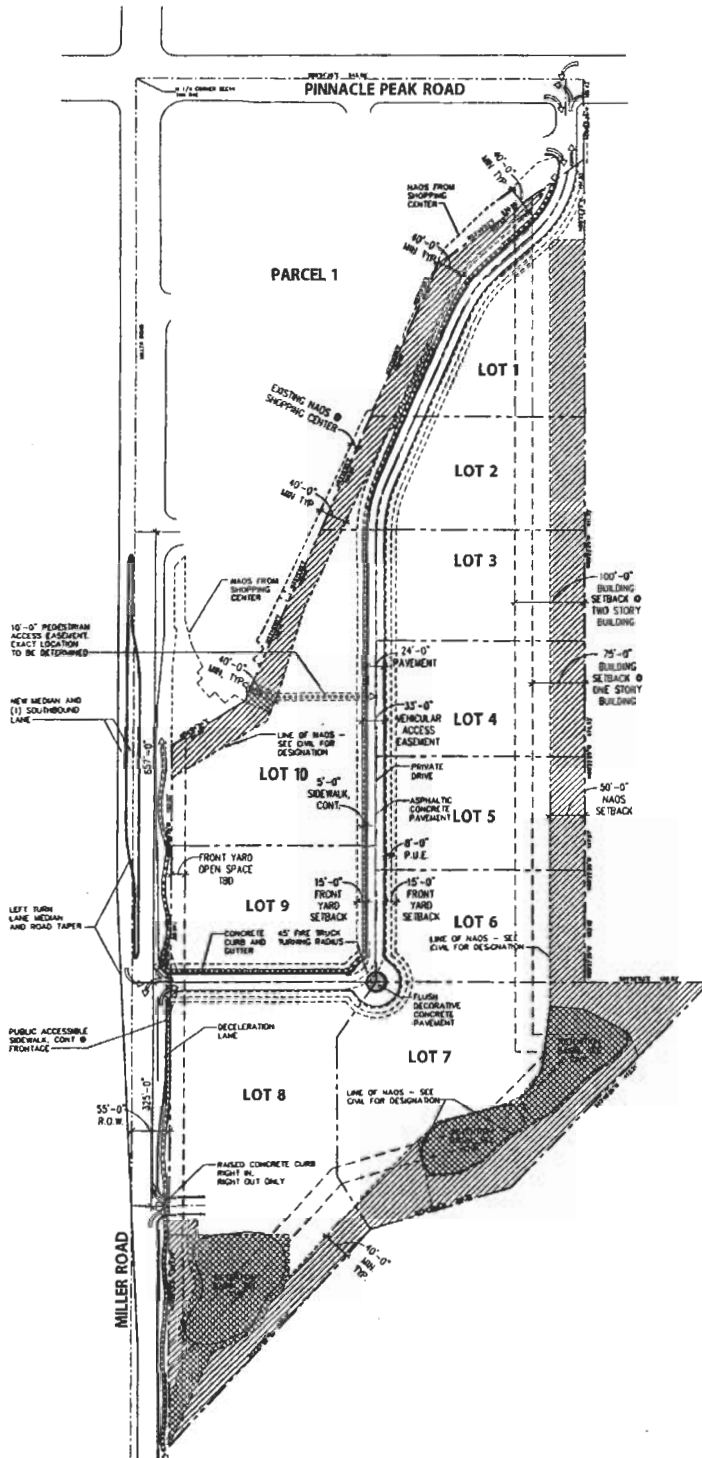 PINNACLE PEAK ROAD
40'-0"
MIN
TYP
NAOS FROM
SHOPPING
CENTER
40'-0"
MIN TYP
PARCEL 1
LOT 1
EXISTING NAOS @
SHOPPING CENTER
LOT 2
40'-0"
MIN TYP
LOT 3
NAOS FROM
SHOPPING
CENTER
100'-0"
BUILDING
SETBACK @
TWO STORY
BUILDING
10'-0" PEDESTRIAN
ACCESS EASEMENT.
EXACT LOCATION
TO BE DETERMINED
24'-0"
PAVEMENT
75'-0"
BUILDING
SETBACK @
ONE STORY
BUILDING
40'-0"
MIN. TYP.
NEW MEDIAN AND
(1) SOUTHBOUND
LANE
33'-0"
VEHICULAR
ACCESS
EASEMENT
LOT 4
LINE OF NAOS -
SEE CIVIL FOR
DESIGNATION
657'-0"
LOT 10
PRIVATE
DRIVE
5'-0"
SIDEWALK,
CONT.
50'-0"
NAOS
SETBACK
ASPHALTIC
CONCRETE
PAVEMENT
LOT 5
8'-0"
P.U.E.
FRONT YARD
OPEN SPACE
TBD
15'-0"
FRONT
YARD
SETBACK
15'-0"
FRONT
YARD
SETBACK
LEFT TURN
LANE MEDIAN
AND ROAD TAPER
LOT 9
LOT 6
CONCRETE
CURB AND
GUTTER
45' FIRE TRUCK
TURNING RADIUS
LINE OF NAOS - SEE
CIVIL FOR DESIGNATION
FLUSH
DECORATIVE
CONCRETE
PAVEMENT
PUBLIC ACCESSIBLE
SIDEWALK, CONT @
FRONTAGE
DECELERATION
LANE
LOT 7
LOT 8
LINE OF NAOS - SEE
CIVIL FOR DESIGNATION
325'-0"
55'-0"
R.O.W.
RAISED CONCRETE CURB
RIGHT IN,
RIGHT OUT ONLY
MILLER ROAD
40'-0"
MIN
TYP.